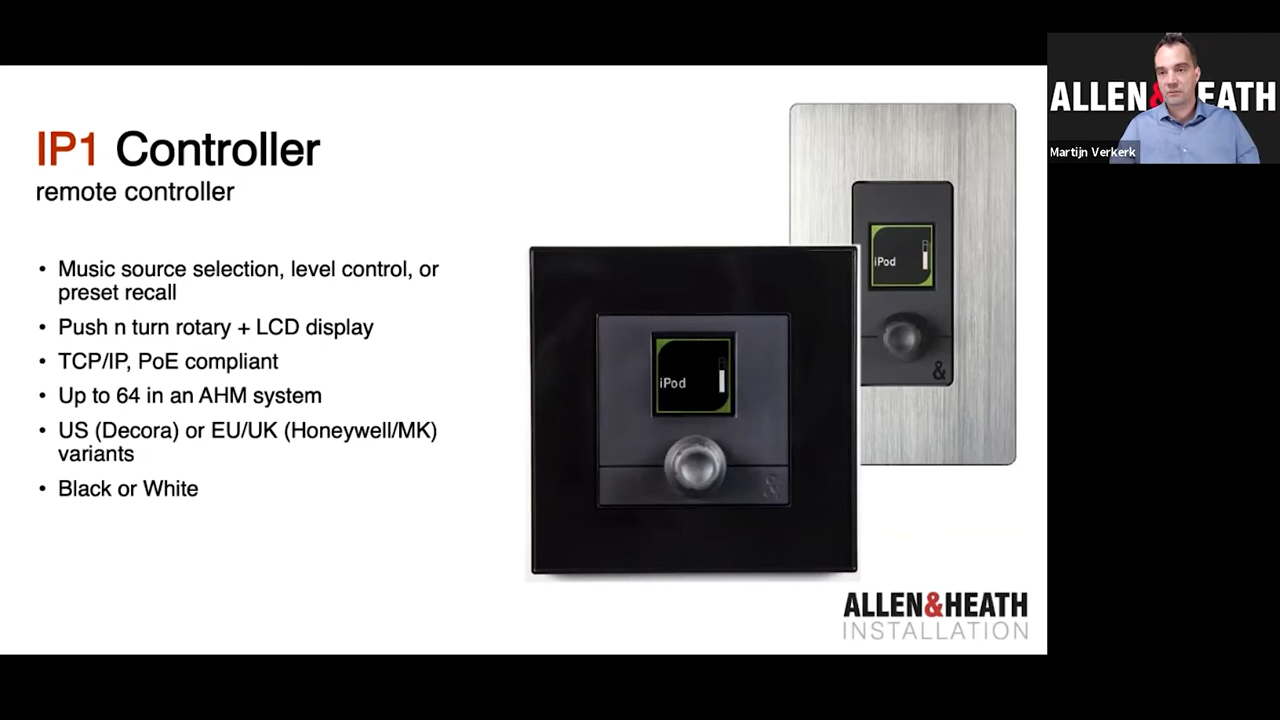 IP1 Controller
remote controller
• Music source selection, level control, or
preset recall
• Push n turn rotary + LCD display
• TCP/IP, PoE compliant
• Up to 64 in an AHM system
• US (Decora) or EU/UK (Honeywell/MK)
variants
• Black or White
iPod
&
iPod
&
ALLEN&HEATH
INSTALLATION
ALLEN&HEATH
Martijn Verkerk